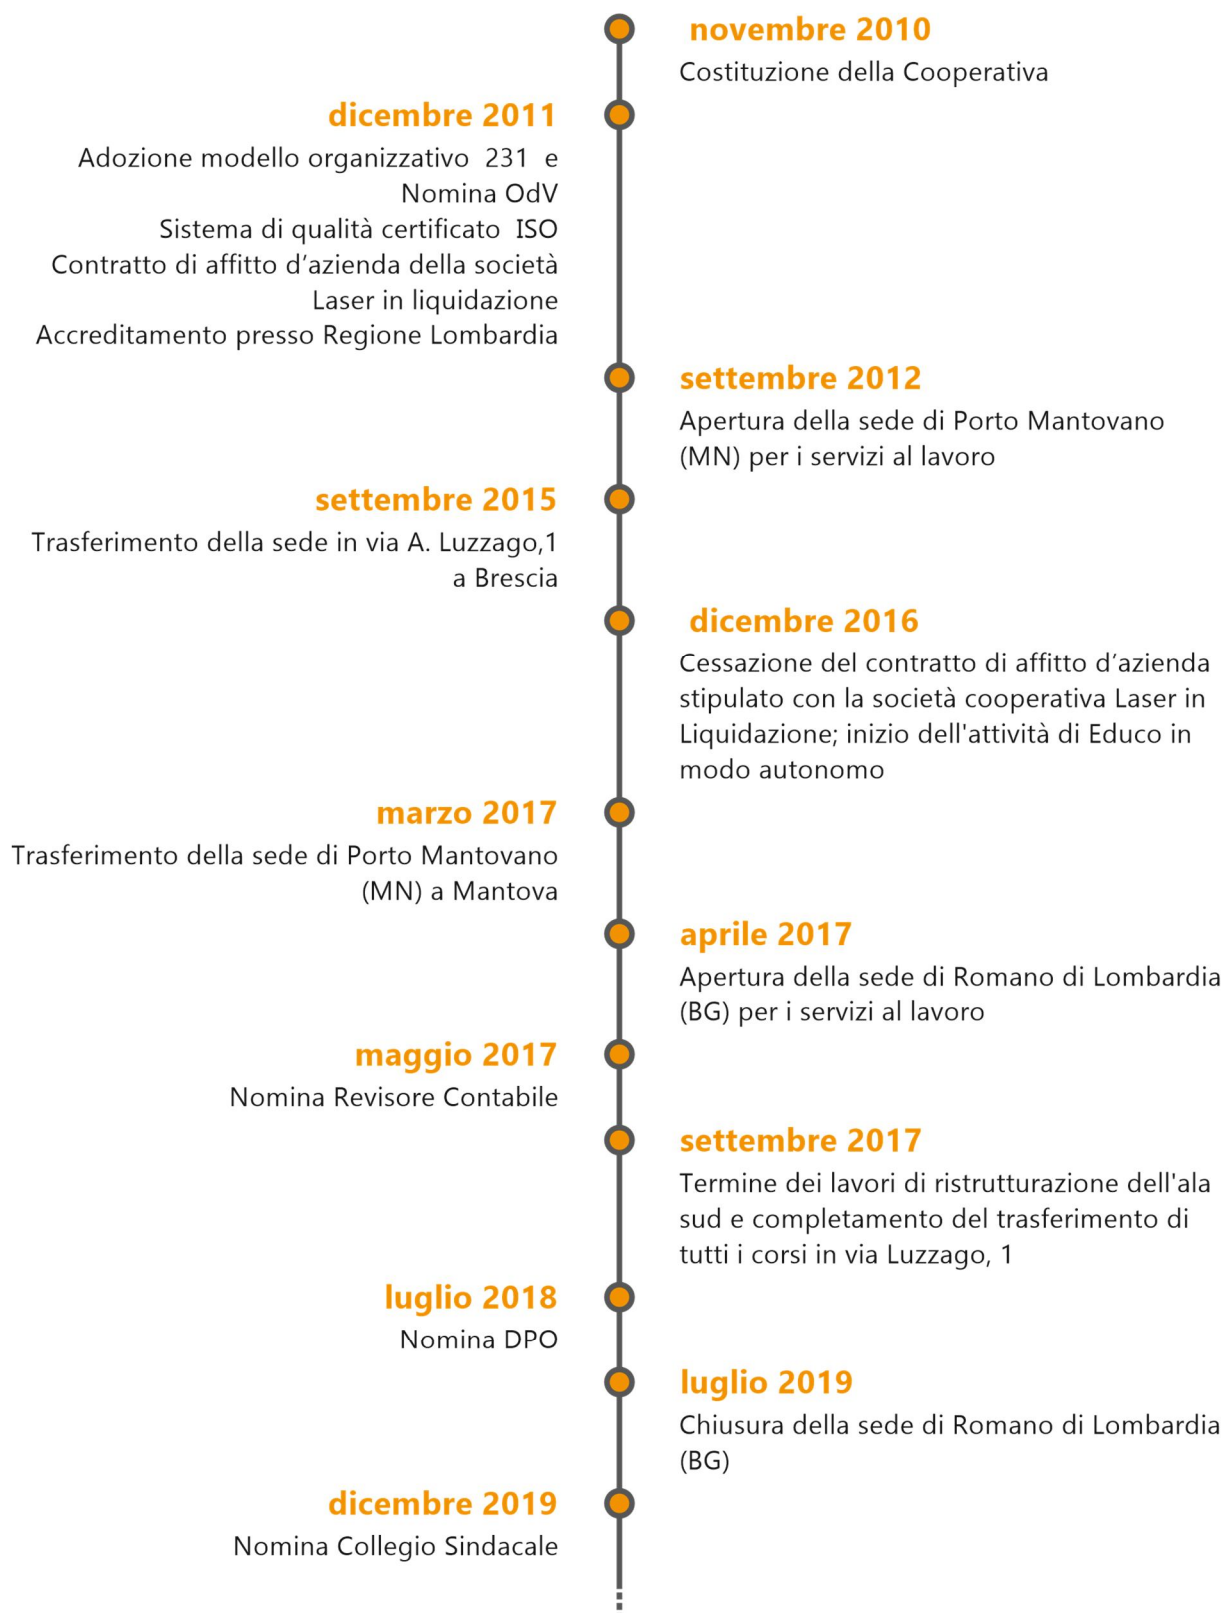 novembre 2010
Costituzione della Cooperativa
dicembre 2011
Adozione modello organizzativo 231 e
Nomina OdV
Sistema di qualità certificato ISO
Contratto di affitto d’azienda della società
Laser in liquidazione
Accreditamento presso Regione Lombardia
settembre 2012
Apertura della sede di Porto Mantovano
(MN) per i servizi al lavoro
settembre 2015
Trasferimento della sede in via A. Luzzago,1
a Brescia
dicembre 2016
Cessazione del contratto di affitto d’azienda
stipulato con la società cooperativa Laser in
Liquidazione; inizio dell'attività di Educo in
modo autonomo
marzo 2017
Trasferimento della sede di Porto Mantovano
(MN) a Mantova
aprile 2017
Apertura della sede di Romano di Lombardia
(BG) per i servizi al lavoro
maggio 2017
Nomina Revisore Contabile
settembre 2017
Termine dei lavori di ristrutturazione dell'ala
sud e completamento del trasferimento di
tutti i corsi in via Luzzago, 1
luglio 2018
Nomina DPO
luglio 2019
Chiusura della sede di Romano di Lombardia
(BG)
dicembre 2019
Nomina Collegio Sindacale